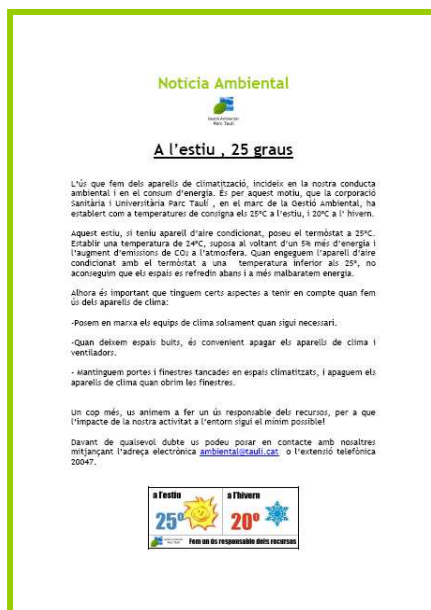 Notícia Ambiental
Gestió Ambiental
Parc Taulí
A l'estiu , 25 graus
L'ús que fem dels aparells de climatització, incideix en la nostra conducta
ambiental i en el consum d'energia. És per aquest motiu, que la corporació
Sanitària i Universitària Parc Taulí , en el marc de la Gestió Ambiental, ha
establert com a temperatures de consigna els 25ºC a l'estiu, i 20ºC a l' hivern.
Aquest estiu, si teniu aparell d'aire condicionat, poseu el termòstat a 25ºC.
Establir una temperatura de 24ºC, suposa al voltant d'un 5% més d'energia i
l'augment d'emissions de CO₂ a l'atmosfera. Quan engeguem l'aparell d'aire
condicionat amb el termòstat a una temperatura inferior als 25º, no
aconseguim que els espais es refredin abans i a més malbaratem energia.
Alhora és important que tinguem certs aspectes a tenir en compte quan fem
ús dels aparells de clima:
-Posem en marxa els equips de clima solsament quan sigui necessari.
-Quan deixem espais buits, és convenient apagar els aparells de clima i
ventiladors.
- Mantinguem portes i finestres tancades en espais climatitzats, i apaguem els
aparells de clima quan obrim les finestres.
Un cop més, us animem a fer un ús responsable dels recursos, per a que
l'impacte de la nostra activitat a l'entorn sigui el mínim possible!
Davant de qualsevol dubte us podeu posar en contacte amb nosaltres
mitjançant l'adreça electrònica ambiental@tauli.cat o l'extensió telefònica
20047.
a l'estiu a l'hivern
25º 20º
Fem un ús responsable dels recursos